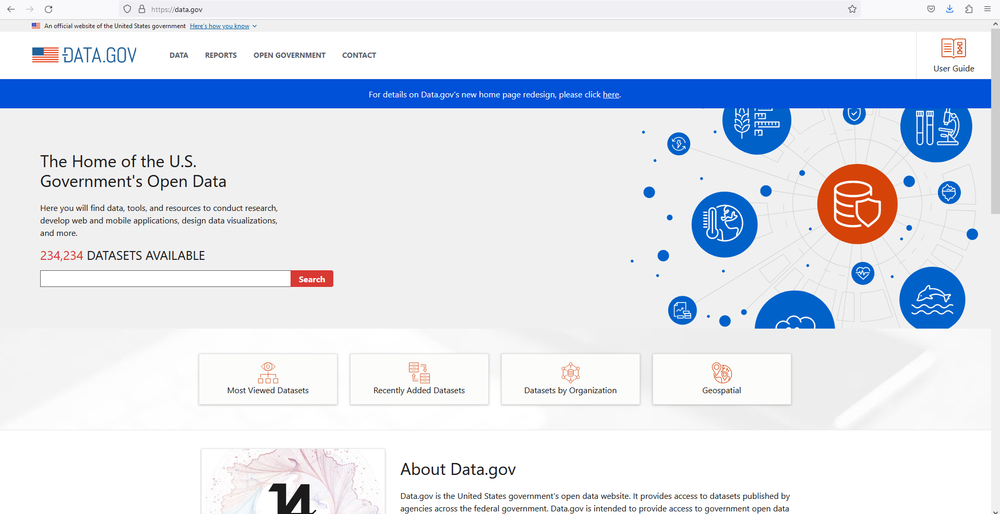 https://data.gov
An official website of the United States government Here's how you know
DATA.GOV
DATA
REPORTS
OPEN GOVERNMENT
CONTACT
User Guide
For details on Data.gov's new home page redesign, please click here.
The Home of the U.S.
Government's Open Data
Here you will find data, tools, and resources to conduct research,
develop web and mobile applications, design data visualizations,
and more.
234,234 DATASETS AVAILABLE
Search
Most Viewed Datasets
Recently Added Datasets
Datasets by Organization
Geospatial
14
About Data.gov
Data.gov is the United States government's open data website. It provides access to datasets published by
agencies across the federal government. Data.gov is intended to provide access to government open data